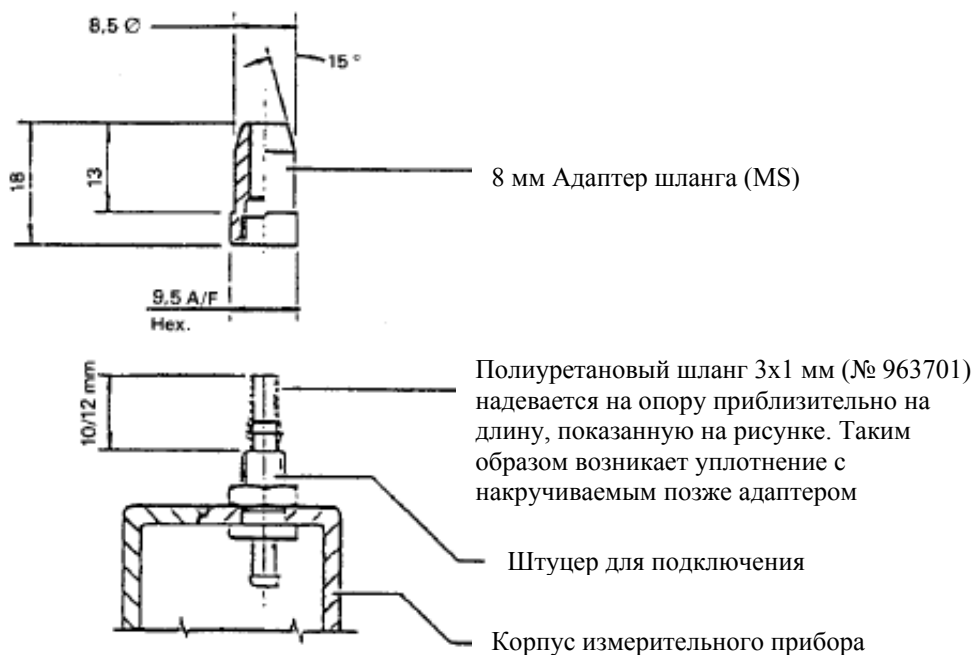 8,5 Ø
15°
18
13
8 мм Адаптер шланга (MS)
9.5 A/F
Hex.
10/12 mm
Полиуретановый шланг 3x1 мм (№ 963701)
надевается на опору приблизительно на
длину, показанную на рисунке. Таким
образом возникает уплотнение с
накручиваемым позже адаптером
Штуцер для подключения
Корпус измерительного прибора